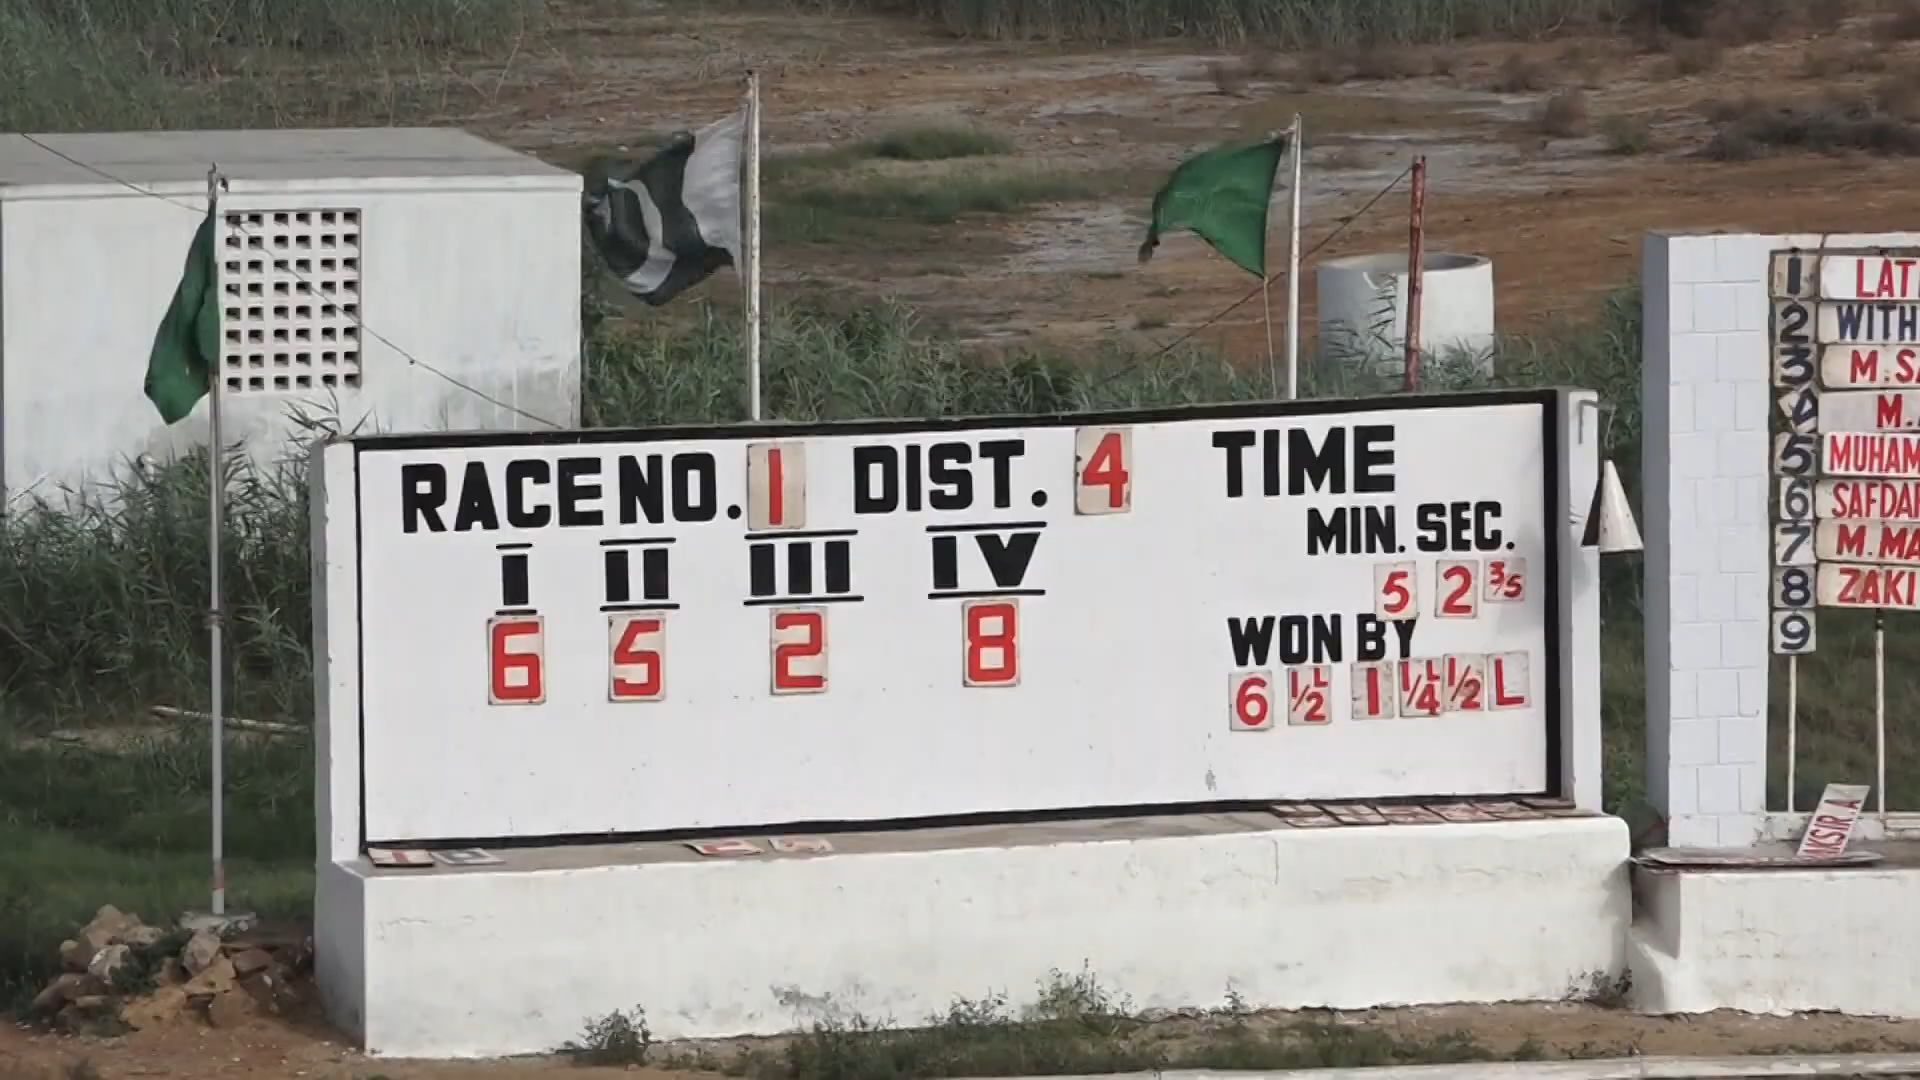 RACE NO. 1 DIST. 4 TIME
MIN. SEC.
I II III IV
5 2 3/5
6 5 2 8
WON BY
6 1/2 L 1 1/4 L 1/2 L
1 LAT
2 WITH
3 M.SA
4 M.
5 MUHAM
6 SAFDAR
7 M.MA
8 ZAKI
9